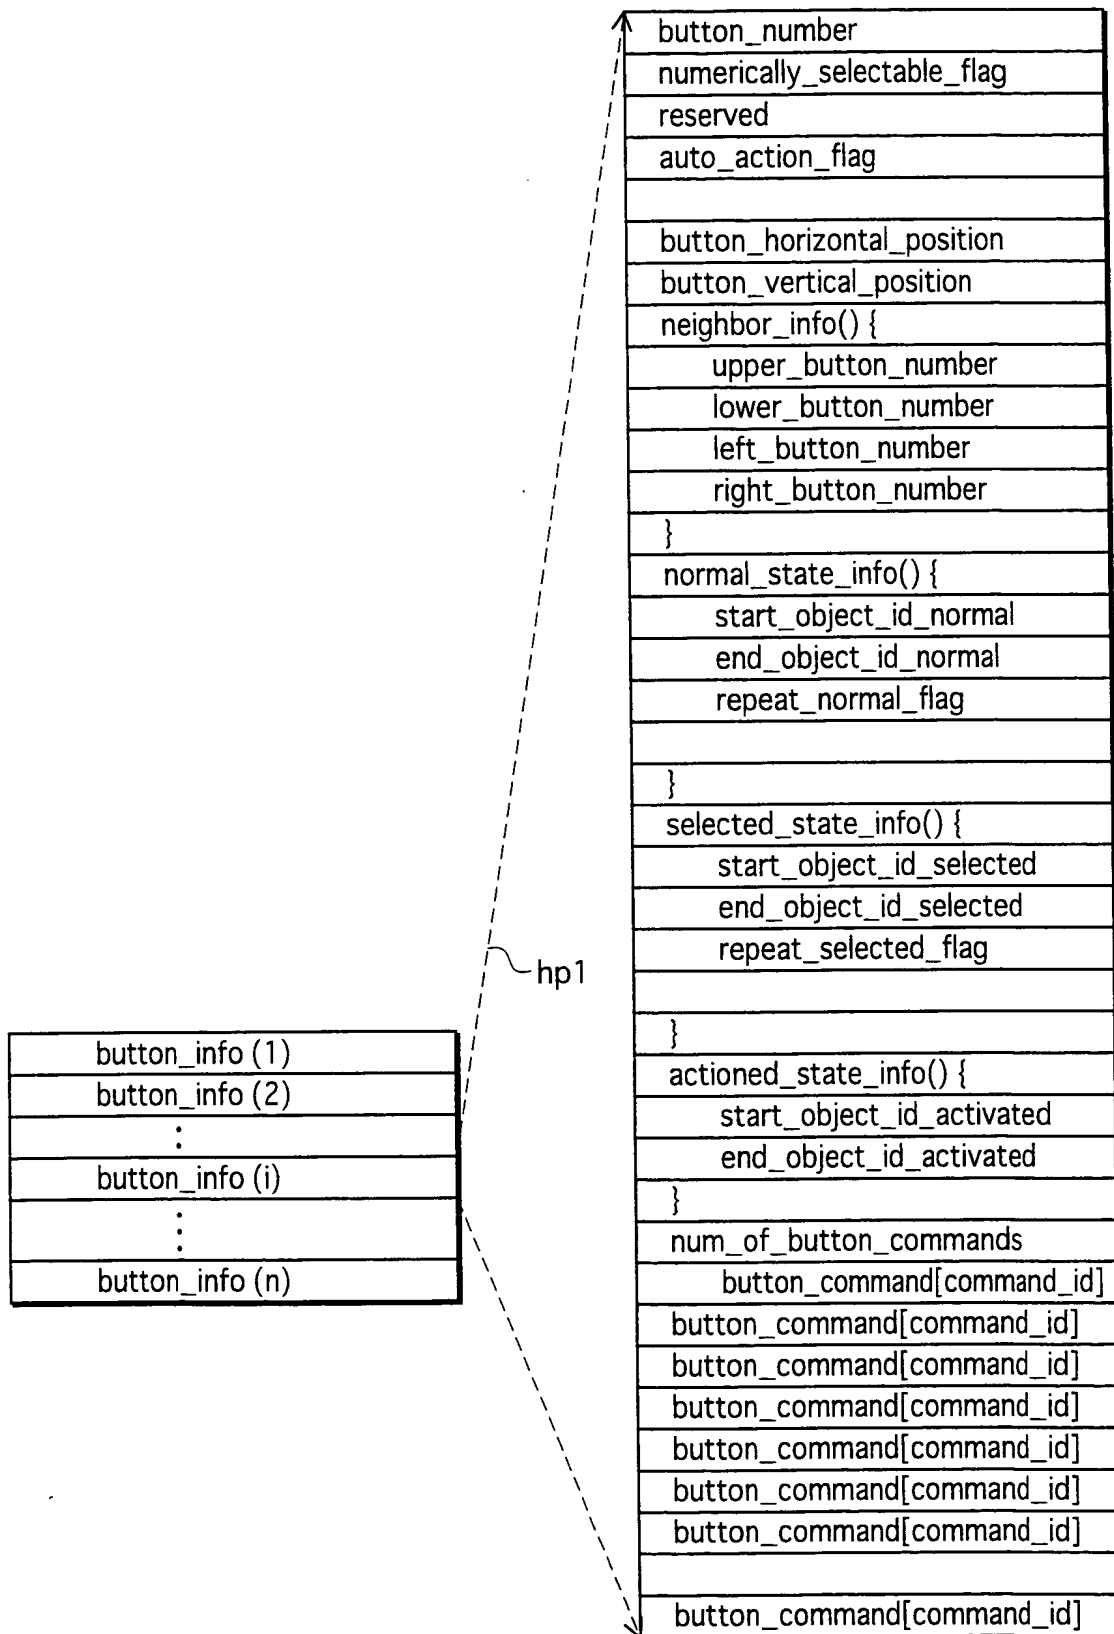 button_number
numerically_selectable_flag
reserved
auto_action_flag
button_horizontal_position
button_vertical_position
neighbor_info() {
upper_button_number
lower_button_number
left_button_number
right_button_number
}
normal_state_info() {
start_object_id_normal
end_object_id_normal
repeat_normal_flag
}
selected_state_info() {
start_object_id_selected
end_object_id_selected
repeat_selected_flag
}
actioned_state_info() {
start_object_id_activated
end_object_id_activated
}
num_of_button_commands
button_command[command_id]
button_command[command_id]
button_command[command_id]
button_command[command_id]
button_command[command_id]
button_command[command_id]
button_command[command_id]
button_command[command_id]
hp1
button_info (1)
button_info (2)
⋮
button_info (i)
⋮
button_info (n)